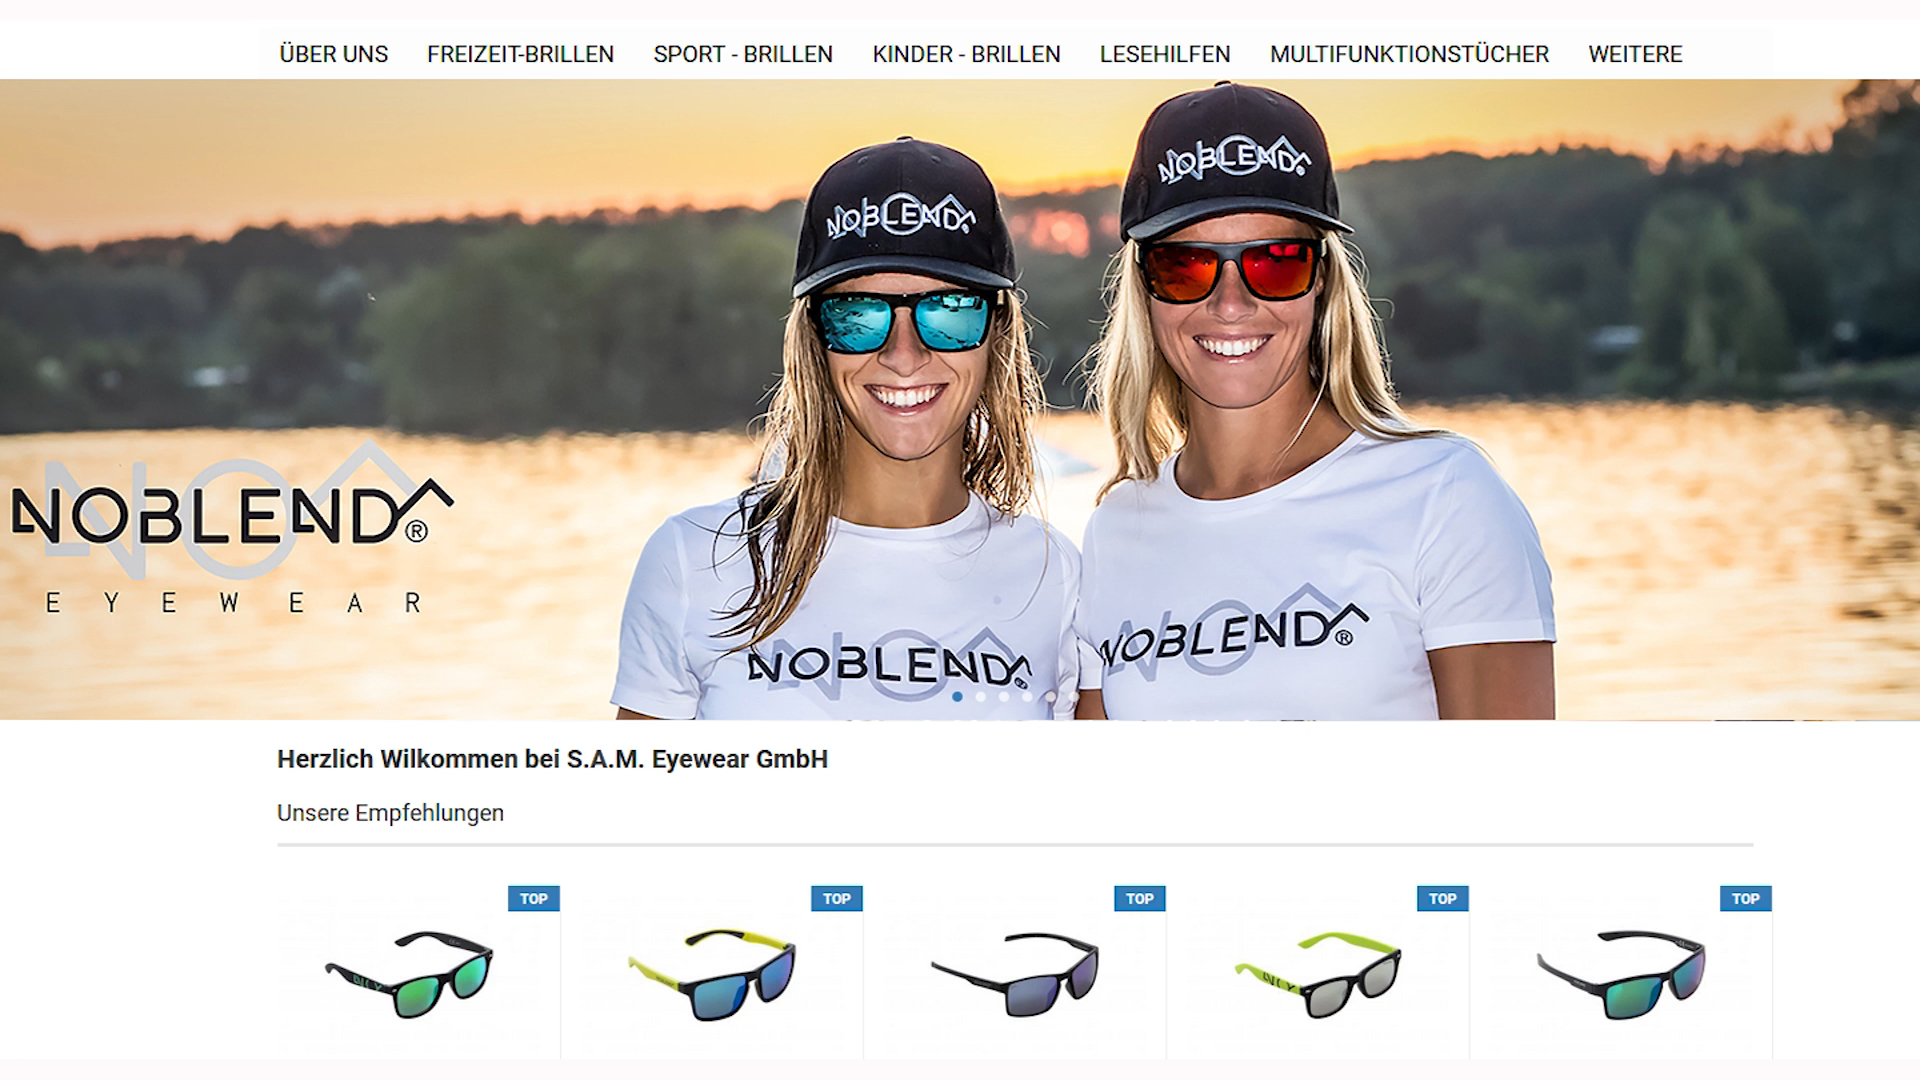 ÜBER UNS FREIZEIT-BRILLEN SPORT - BRILLEN KINDER - BRILLEN LESEHILFEN MULTIFUNKTIONSTÜCHER WEITERE
NOBLEND®
NOBLEND®
NOBLEND®
EYEWEAR
NOBLEND®
NOBLEND®
Herzlich Wilkommen bei S.A.M. Eyewear GmbH
Unsere Empfehlungen
TOP TOP TOP TOP TOP